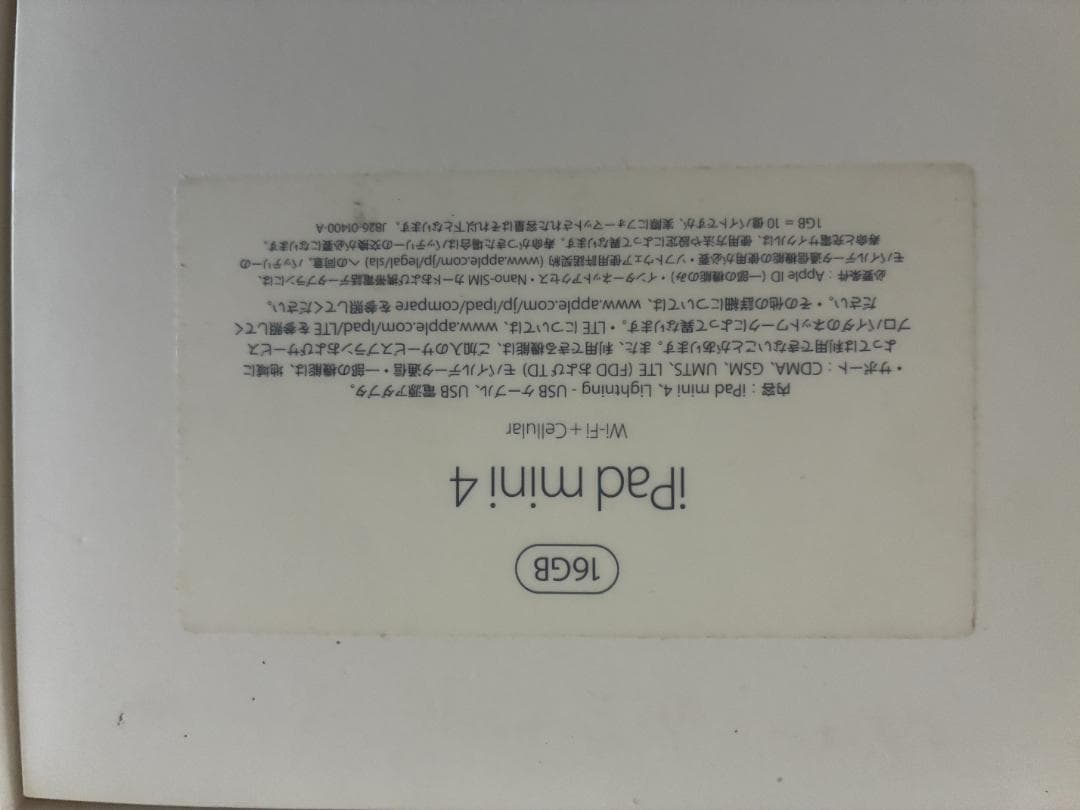 16GB
iPad mini 4
Wi-Fi + Cellular
内容：iPad mini 4、Lightning - USBケーブル、USB電源アダプタ。
・サポート：CDMA、GSM、UMTS、LTE (FDD および TD) モバイルデータ通信・一部の機能は、地域に
よっては利用できないことがあります。また、利用できる機能は、ご加入のサービスプランおよびサービス
プロバイダのネットワークによって異なります。・LTE については、www.apple.com/ipad/LTE を参照してく
ださい。・その他の詳細については、www.apple.com/jp/ipad/compare を参照してください。
必要条件：Apple ID (一部の機能のみ)・インターネットアクセス・Nano-SIM カードおよび携帯電話データプランには、
モバイルデータ通信機能の使用が必要・ソフトウェア使用許諾契約 (www.apple.com/jp/legal/sla) への同意。バッテリーの
寿命と充電サイクルは、使用方法や設定によって異なります。寿命がつきた場合はバッテリーの交換が必要になります。
1GB = 10 億バイトですが、実際にフォーマットされた容量はそれ以下となります。 JB26-01400-A